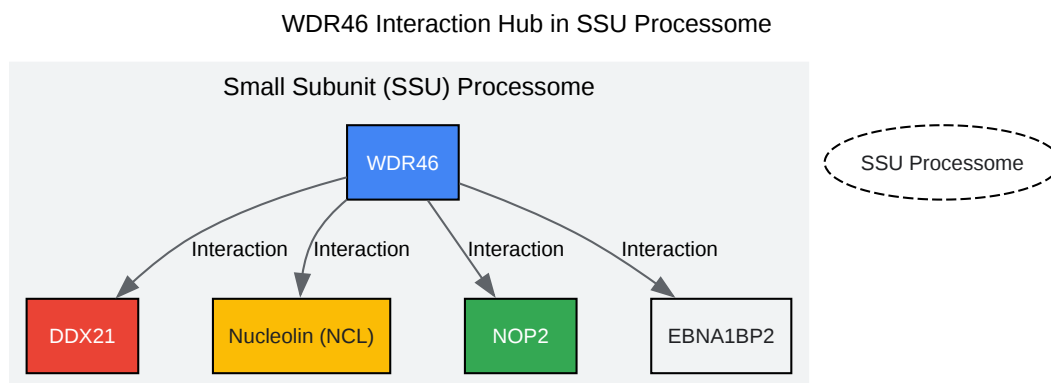 WDR46 Interaction Hub in SSU Processome
Small Subunit (SSU) Processome
WDR46
SSU Processome
Interaction
Interaction
Interaction
Interaction
DDX21
Nucleolin (NCL)
NOP2
EBNA1BP2